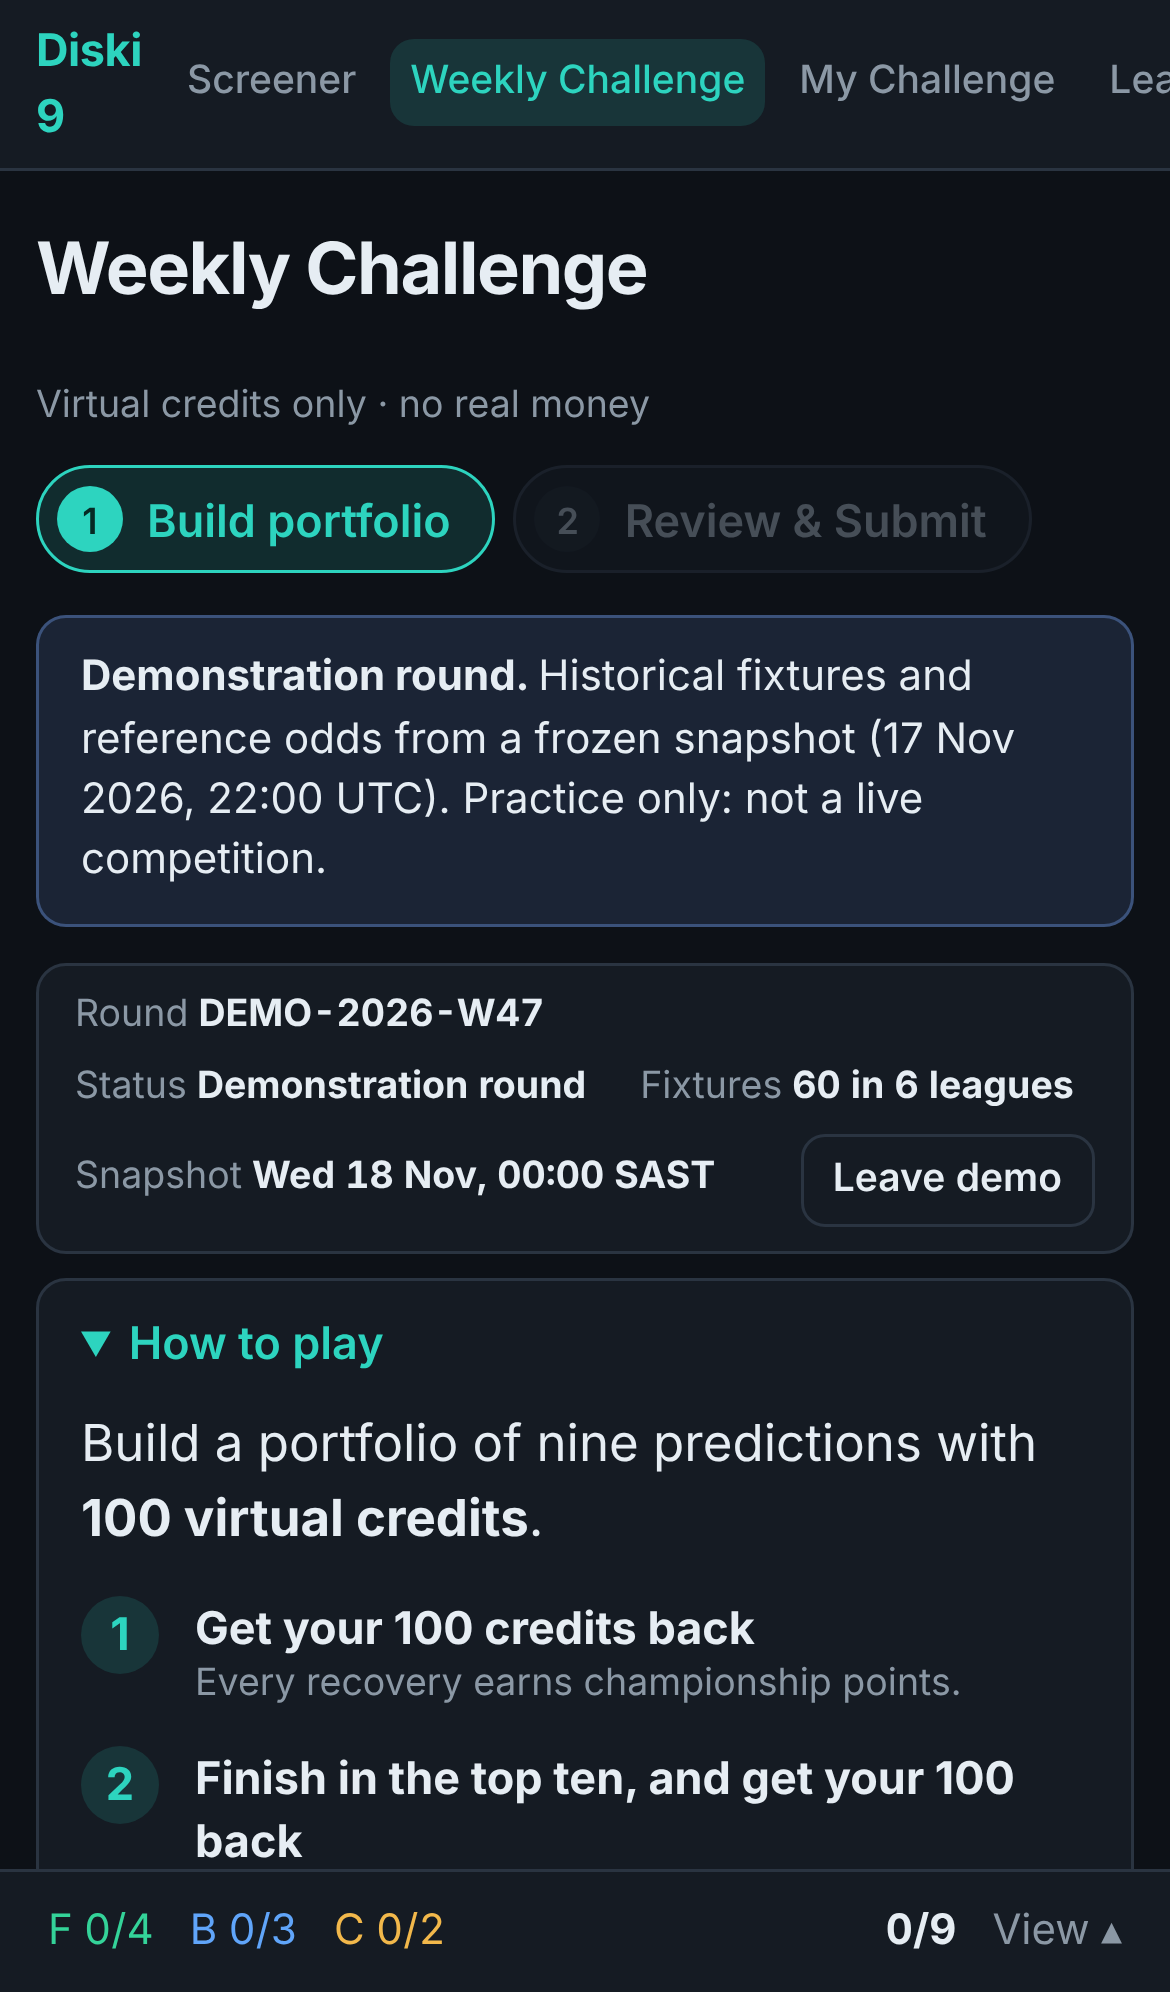 Diski 9
Screener
Weekly Challenge
My Challenge
Lea
Weekly Challenge
Virtual credits only · no real money
1 Build portfolio
2 Review & Submit
Demonstration round. Historical fixtures and
reference odds from a frozen snapshot (17 Nov
2026, 22:00 UTC). Practice only: not a live
competition.
Round DEMO-2026-W47
Status Demonstration round
Fixtures 60 in 6 leagues
Snapshot Wed 18 Nov, 00:00 SAST
Leave demo
▼ How to play
Build a portfolio of nine predictions with
100 virtual credits.
1 Get your 100 credits back
Every recovery earns championship points.
2 Finish in the top ten, and get your 100
back
F 0/4 B 0/3 C 0/2
0/9 View ▲